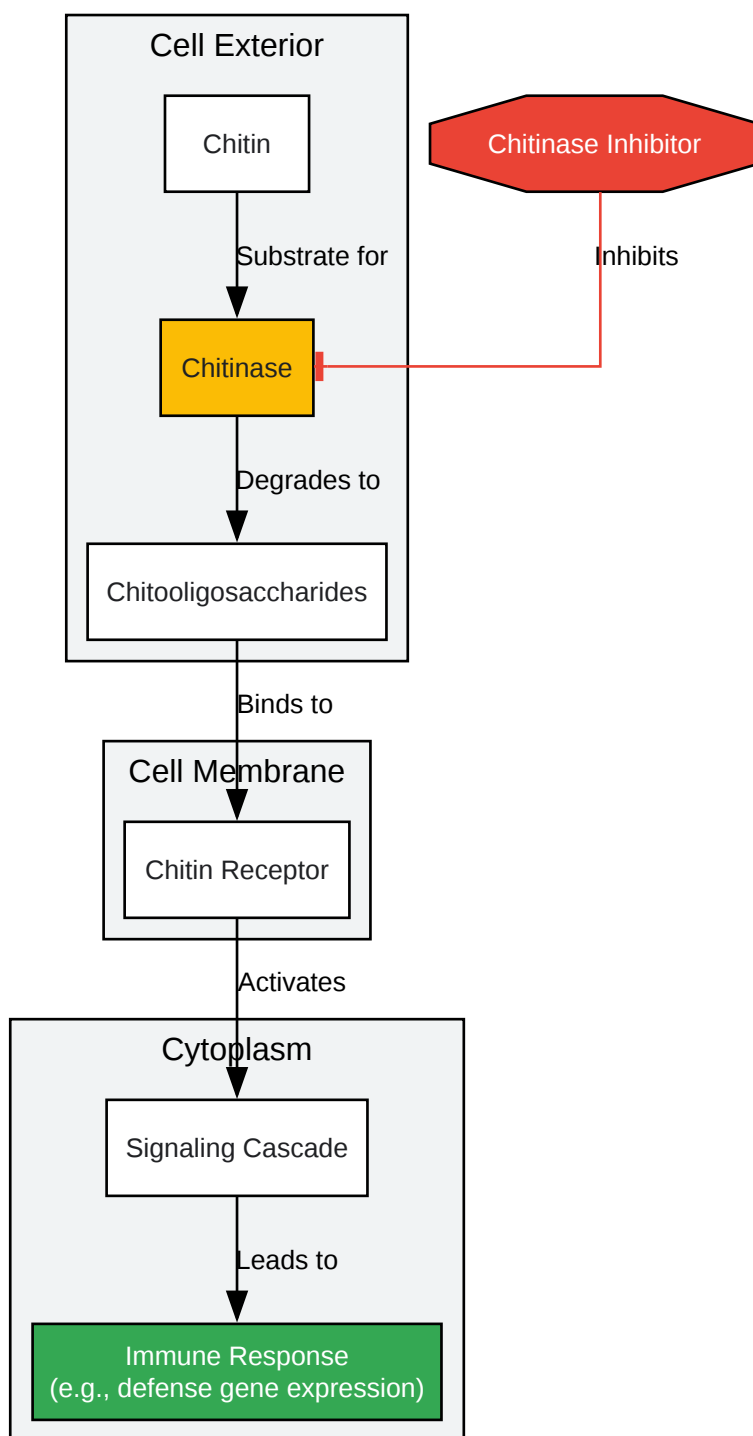 Cell Exterior
Chitin
Chitinase Inhibitor
Substrate for
Inhibits
Chitinase
Degrades to
Chitooligosaccharides
Binds to
Cell Membrane
Chitin Receptor
Activates
Cytoplasm
Signaling Cascade
Leads to
Immune Response
(e.g., defense gene expression)